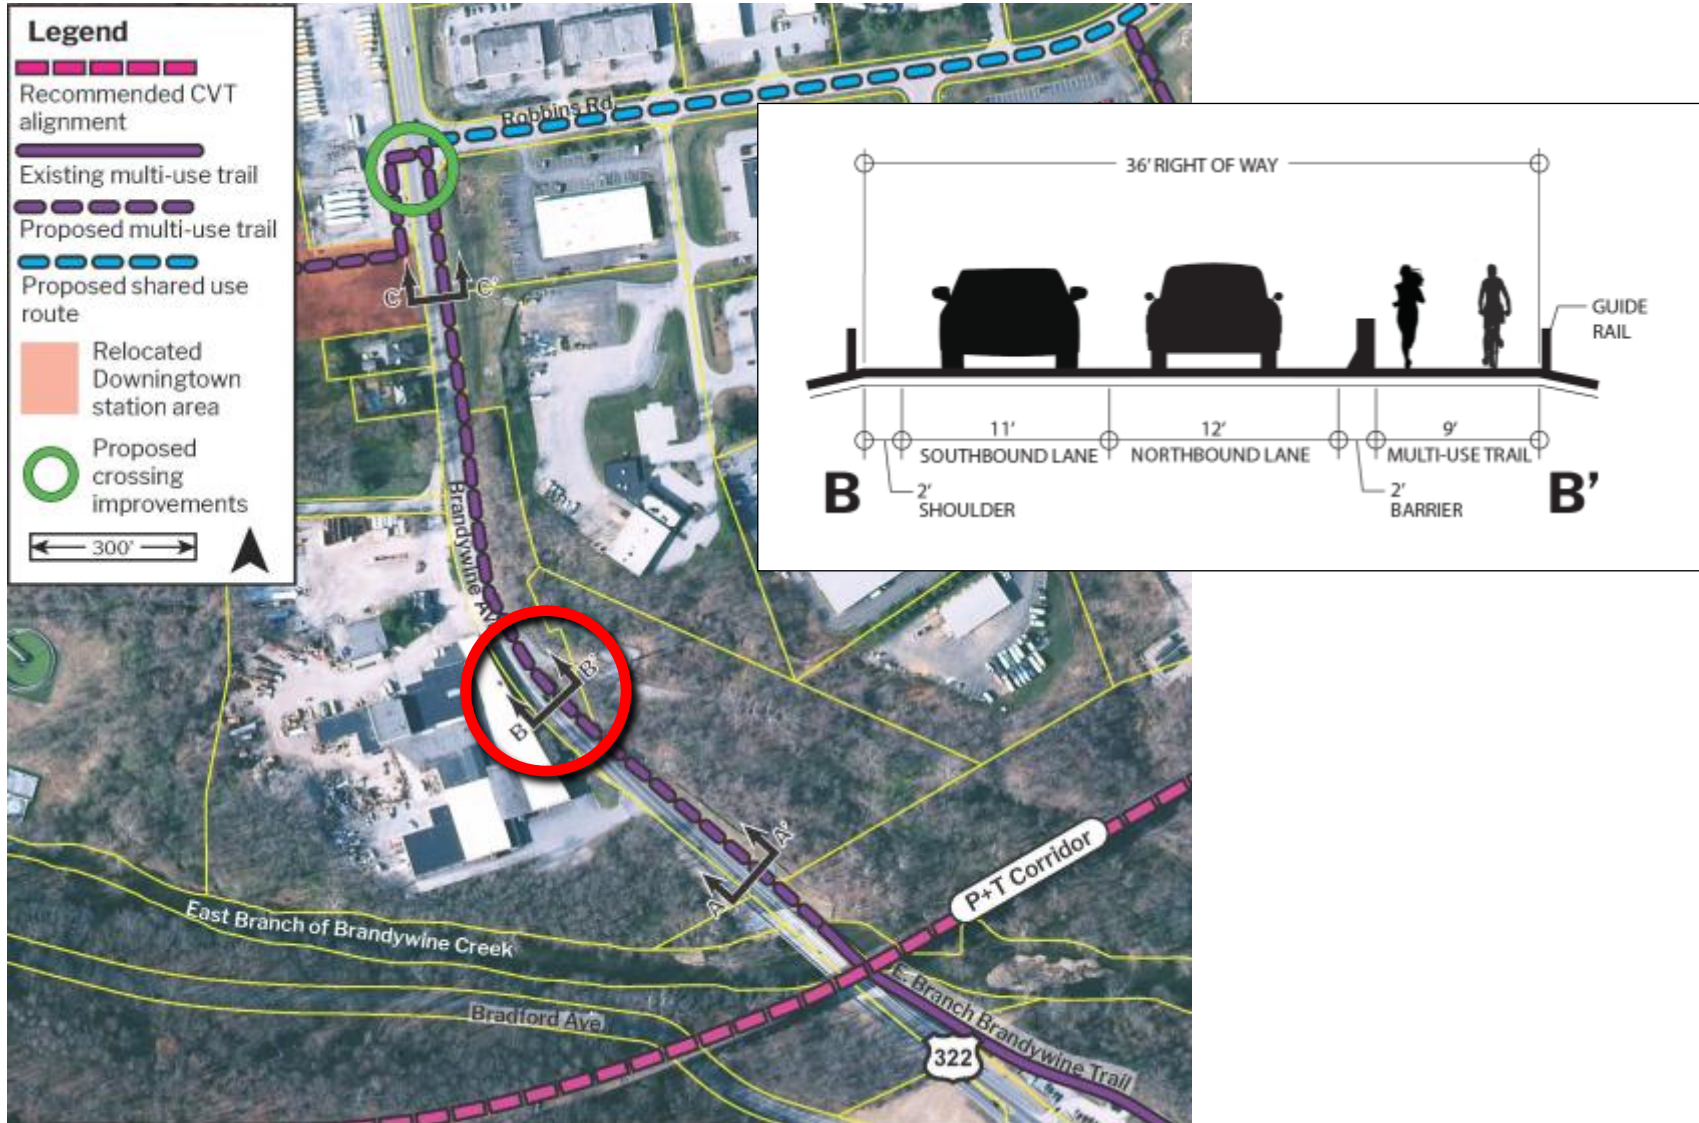 Legend
Recommended CVT
alignment
Existing multi-use trail
Proposed multi-use trail
Proposed shared use
route
Relocated
Downingtown
station area
Proposed
crossing
improvements
300'
Robbins Rd.
C
C'
Brandywine Av
B
B'
A
A'
P+T Corridor
East Branch of Brandywine Creek
Bradford Ave
E. Branch Brandywine Trail
322
36' RIGHT OF WAY
GUIDE
RAIL
11'
12'
9'
SOUTHBOUND LANE
NORTHBOUND LANE
MULTI-USE TRAIL
B
2'
SHOULDER
2'
BARRIER
B'